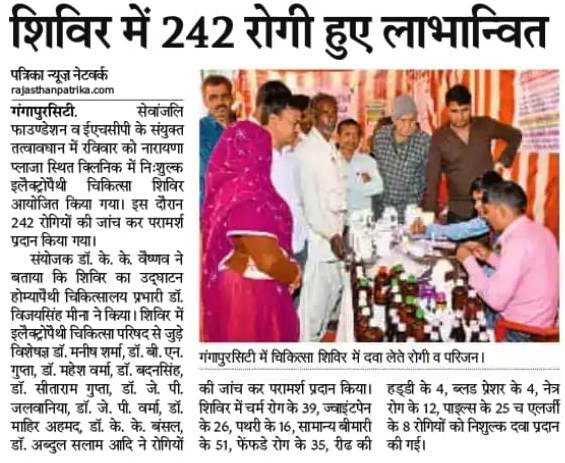 शिविर में 242 रोगी हुए लाभान्वित
पत्रिका न्यूज़ नेटवर्क
rajasthanpatrika.com
गंगापुरसिटी. सेवांजलि
फाउण्डेशन व ईएचसीपी के संयुक्त
तत्वावधान में रविवार को नारायणा
प्लाजा स्थित क्लिनिक में निःशुल्क
इलैक्ट्रोपैथी चिकित्सा शिविर
आयोजित किया गया। इस दौरान
242 रोगियों की जांच कर परामर्श
प्रदान किया गया।
संयोजक डॉ. के. के. वैष्णव ने
बताया कि शिविर का उद्घाटन
होम्यापैथी चिकित्सालय प्रभारी डॉ.
विजयसिंह मीना ने किया। शिविर में
इलैक्ट्रोपैथी चिकित्सा परिषद से जुड़े
विशेषज्ञ डॉ. मनीष शर्मा, डॉ. बी. एन.
गुप्ता, डॉ. महेश वर्मा, डॉ. बदनसिंह,
डॉ. सीताराम गुप्ता, डॉ. जे. पी.
जलवानिया, डॉ. जे. पी. वर्मा, डॉ.
माहिर अहमद, डॉ. के. के. बंसल,
डॉ. अब्दुल सलाम आदि ने रोगियों
गंगापुरसिटी में चिकित्सा शिविर में दवा लेते रोगी व परिजन।
की जांच कर परामर्श प्रदान किया।
शिविर में चर्म रोग के 39, ज्वाइंटपेन
के 26, पथरी के 16, सामान्य बीमारी
के 51, फेंफडे रोग के 35, रीढ की
हड्डी के 4, ब्लड प्रेशर के 4, नेत्र
रोग के 12, पाइल्स के 25 व एलर्जी
के 8 रोगियों को निशुल्क दवा प्रदान
की गई।